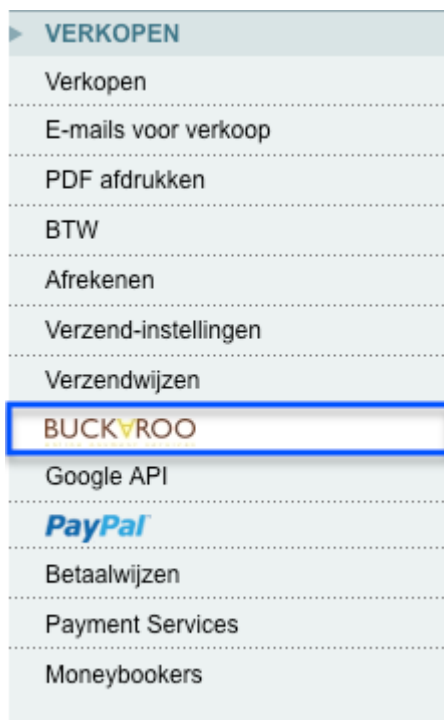 VERKOPEN
Verkopen
E-mails voor verkoop
PDF afdrukken
BTW
Afrekenen
Verzend-instellingen
Verzendwijzen
BUCKAROO
Google API
PayPal
Betaalwijzen
Payment Services
Moneybookers